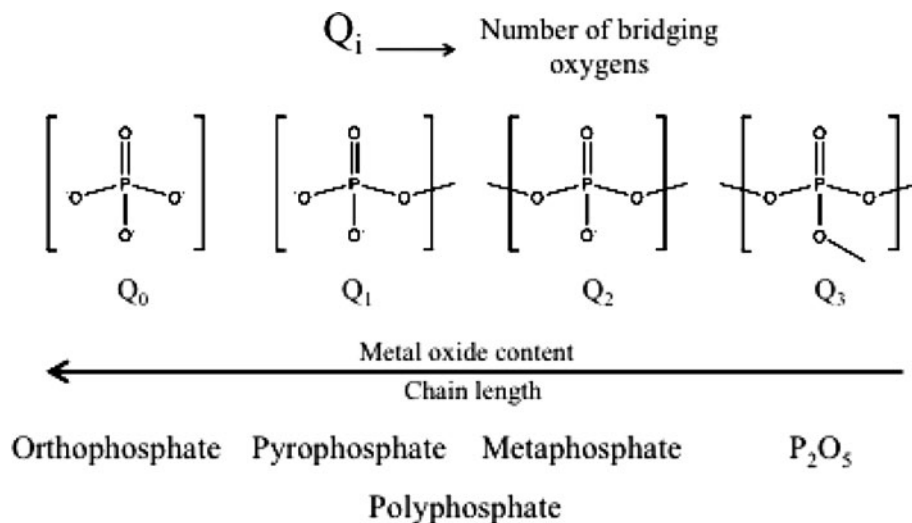 Qᵢ Number of bridging
oxygens
O O O O
O P O O P O O P O O P O
O O O O
Q₀ Q₁ Q₂ Q₃
Metal oxide content
Chain length
Orthophosphate Pyrophosphate Metaphosphate P₂O₅
Polyphosphate